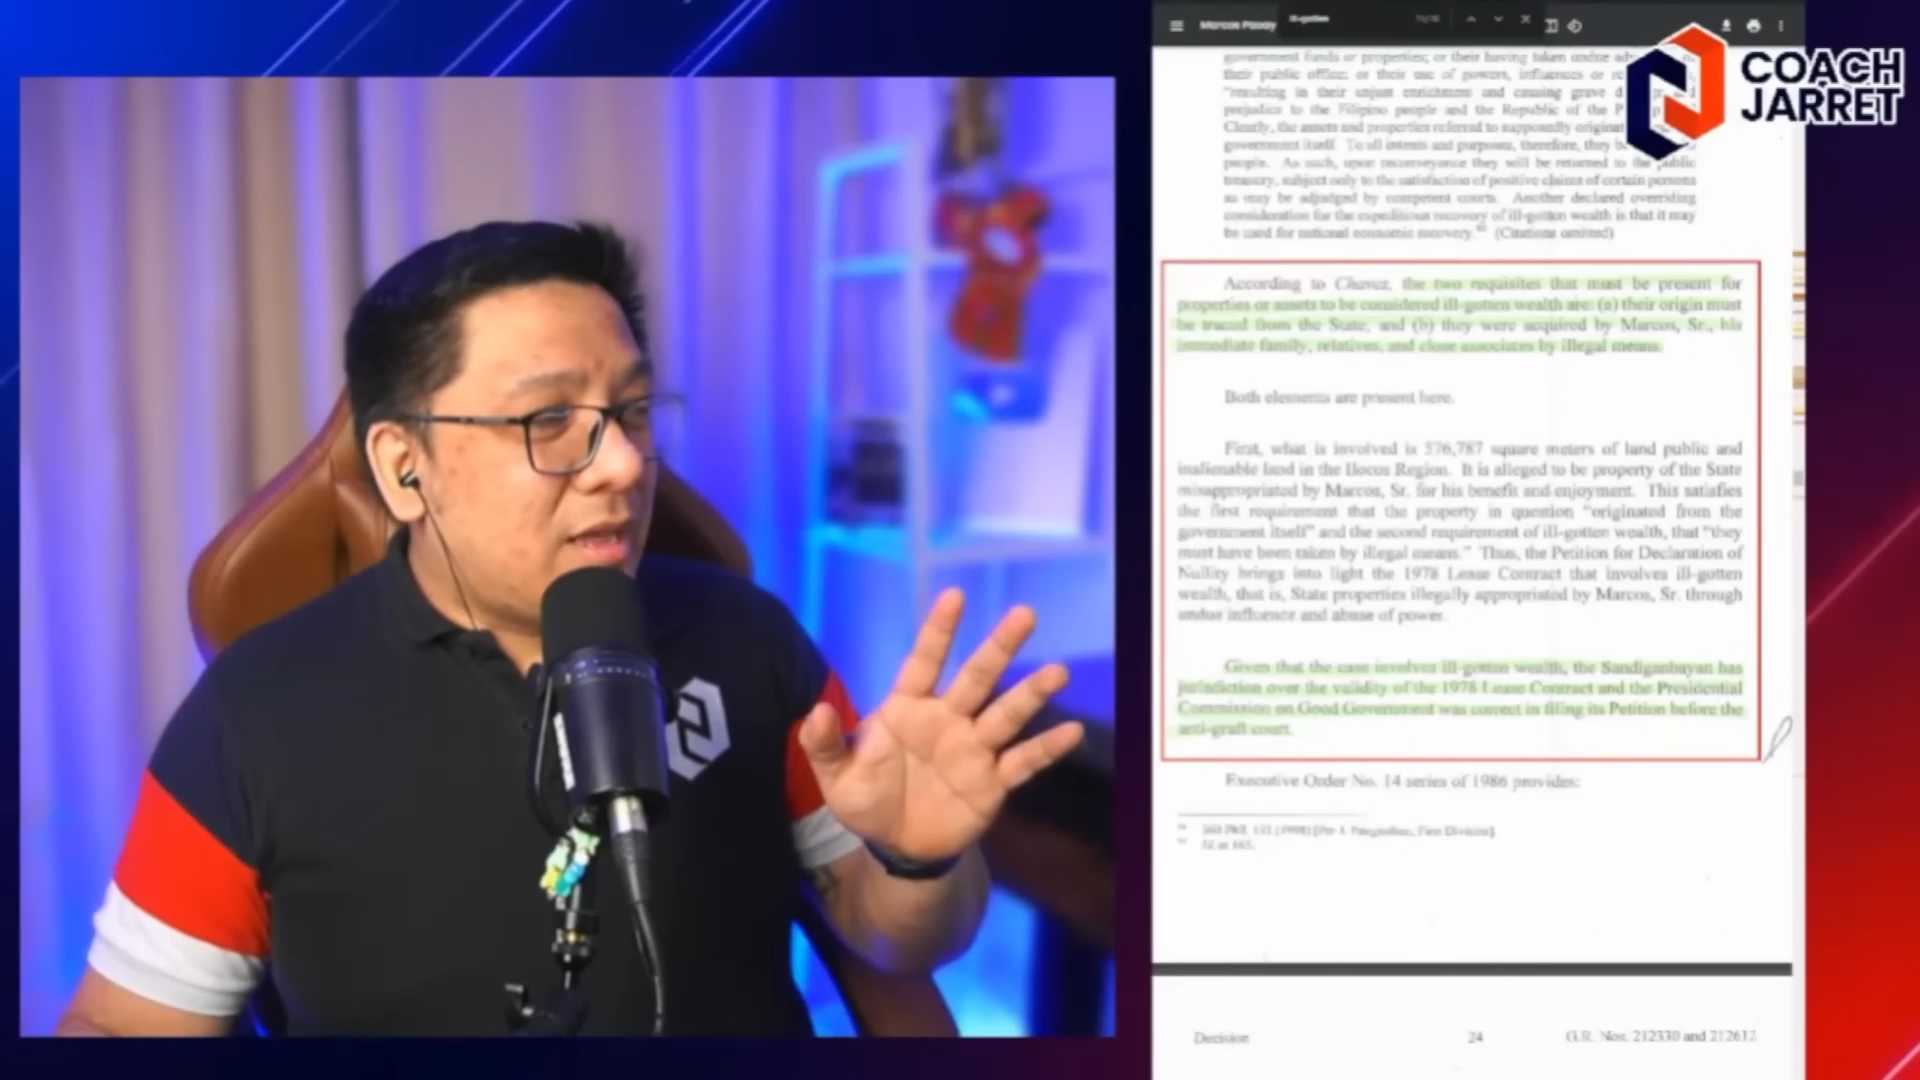 Marcos Paoay
ill-gotten
COACH
JARRET
government funds or properties; or their having taken undue
their public office; or their use of powers, influences or
"resulting in their unjust enrichment and causing grave
prejudice to the Filipino people and the Republic of the
Clearly, the assets and properties referred to supposedly
government itself. To all intents and purposes, therefore, they
people. As such, upon reconveyance they will be returned to the public
treasury, subject only to the satisfaction of positive claims of certain persons
as may be adjudged by competent courts. Another declared overriding
consideration for the expeditious recovery of ill-gotten wealth is that it may
be used for national economic recovery. (Citations omitted)
According to Chavez, the two requisites that must be present for
properties or assets to be considered ill-gotten wealth are: (a) their origin must
be traced from the State; and (b) they were acquired by Marcos, Sr., his
immediate family, relatives, and close associates by illegal means.
Both elements are present here.
First, what is involved is 576,787 square meters of land public and
inalienable land in the Ilocos Region. It is alleged to be property of the State
misappropriated by Marcos, Sr. for his benefit and enjoyment. This satisfies
the first requirement that the property in question "originated from the
government itself" and the second requirement of ill-gotten wealth, that "they
must have been taken by illegal means." Thus, the Petition for Declaration of
Nullity brings into light the 1978 Lease Contract that involves ill-gotten
wealth, that is, State properties illegally appropriated by Marcos, Sr. through
undue influence and abuse of power.
Given that the case involves ill-gotten wealth, the Sandiganbayan has
jurisdiction over the validity of the 1978 Lease Contract and the Presidential
Commission on Good Government was correct in filing its Petition before the
anti-graft court.
Executive Order No. 14 series of 1986 provides:
Decision 24 G.R. Nos. 212330 and 212612